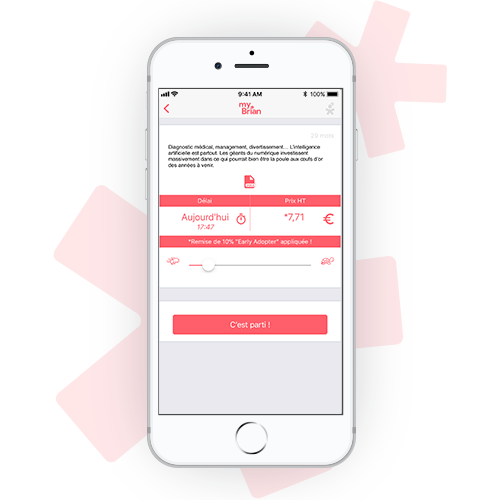 9:41 AM
100%
my
Brian
29 mots
Diagnostic médical, management, divertissement... L'intelligence
artificielle est partout. Les géants du numérique investissent
massivement dans ce qui pourrait bien être la poule aux œufs d'or
des années à venir.
Délai
Prix HT
Aujourd'hui
17:47
*7,71
€
*Remise de 10% "Early Adopter" appliquée !
C'est parti !